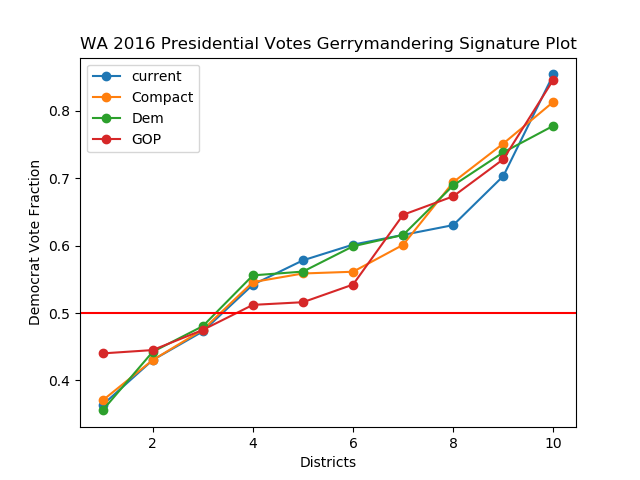 WA 2016 Presidential Votes Gerrymandering Signature Plot
current
Compact
Dem
GOP
0.8
0.7
0.6
0.5
0.4
Democrat Vote Fraction
2 4 6 8 10
Districts